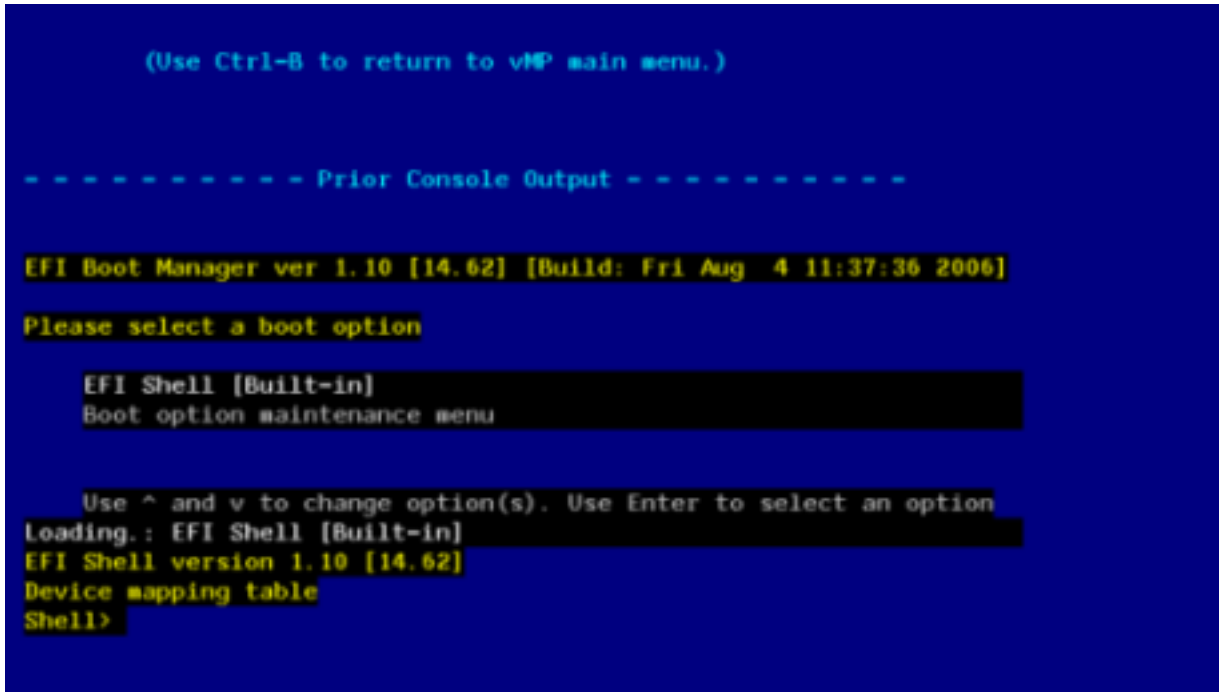 (Use Ctrl-B to return to vMP main menu.)
- - - - - - - - - - Prior Console Output - - - - - - - - - -
EFI Boot Manager ver 1.10 [14.62] [Build: Fri Aug  4 11:37:36 2006]
Please select a boot option
EFI Shell [Built-in]
Boot option maintenance menu
Use ^ and v to change option(s). Use Enter to select an option
Loading.: EFI Shell [Built-in]
EFI Shell version 1.10 [14.62]
Device mapping table
Shell>